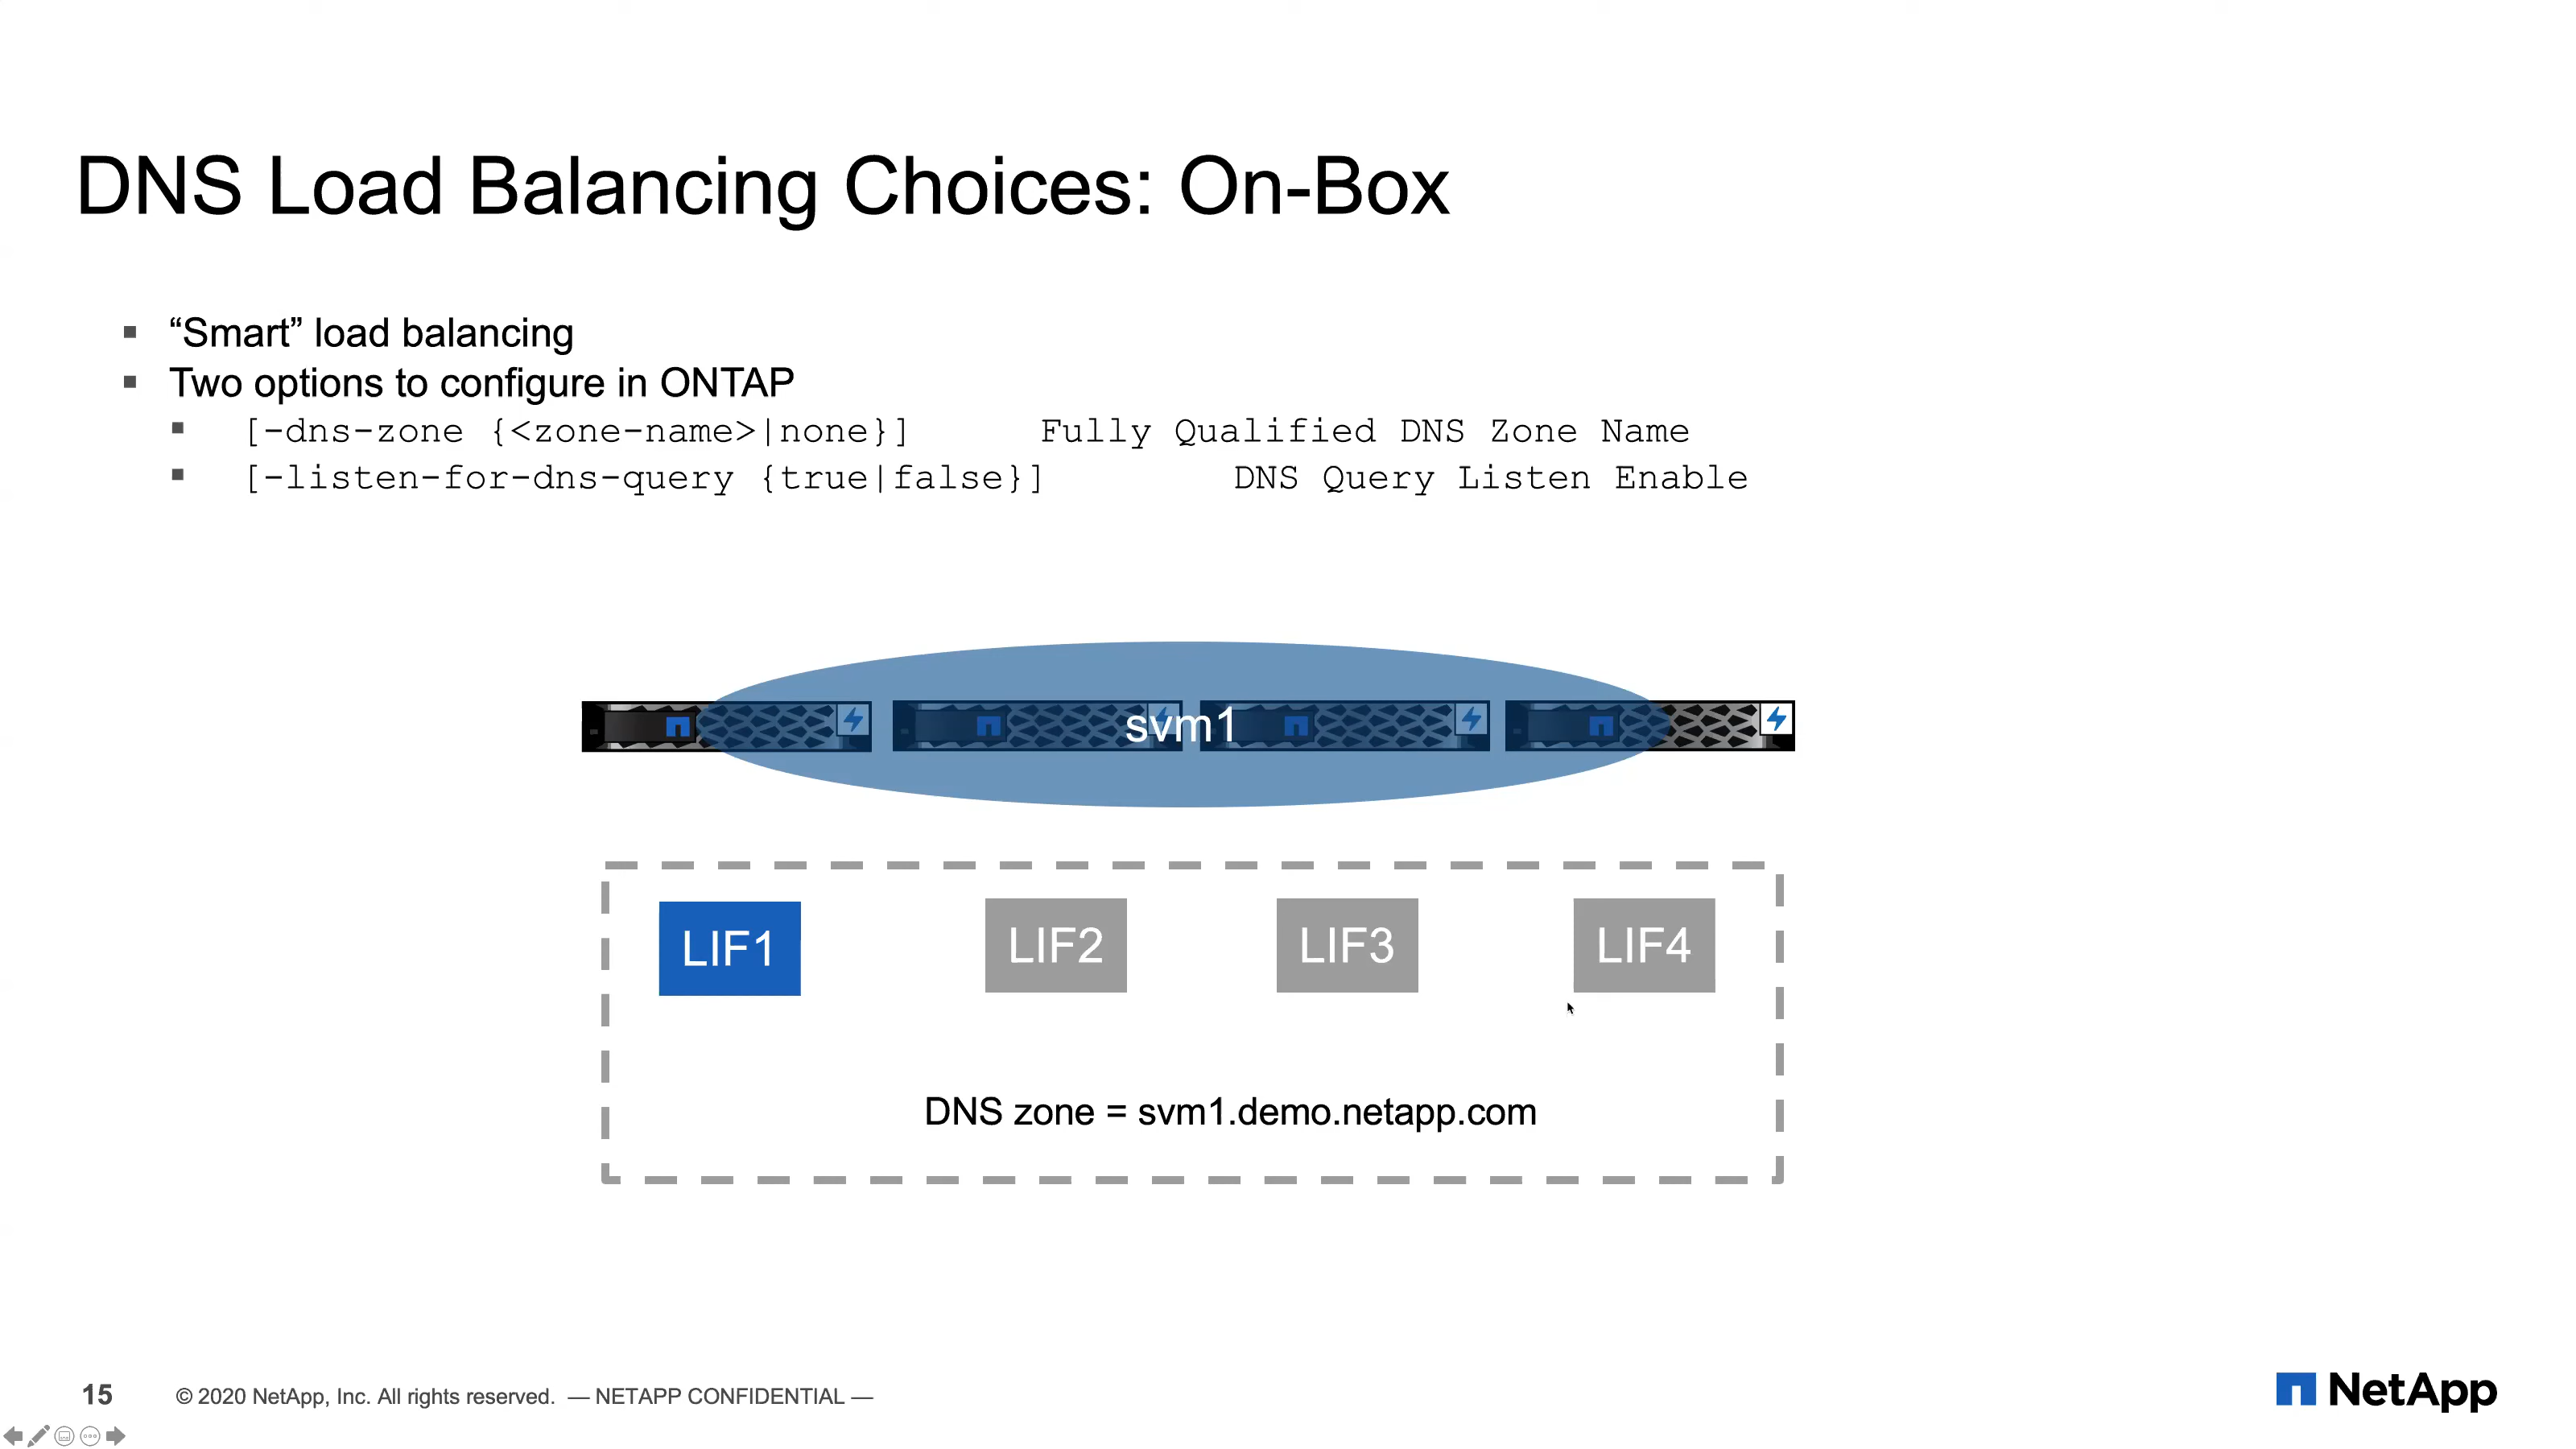 DNS Load Balancing Choices: On-Box
“Smart” load balancing
Two options to configure in ONTAP
[-dns-zone {<zone-name>|none}] Fully Qualified DNS Zone Name
[-listen-for-dns-query {true|false}] DNS Query Listen Enable
svm1
LIF1 LIF2 LIF3 LIF4
DNS zone = svm1.demo.netapp.com
15 © 2020 NetApp, Inc. All rights reserved. — NETAPP CONFIDENTIAL —
NetApp